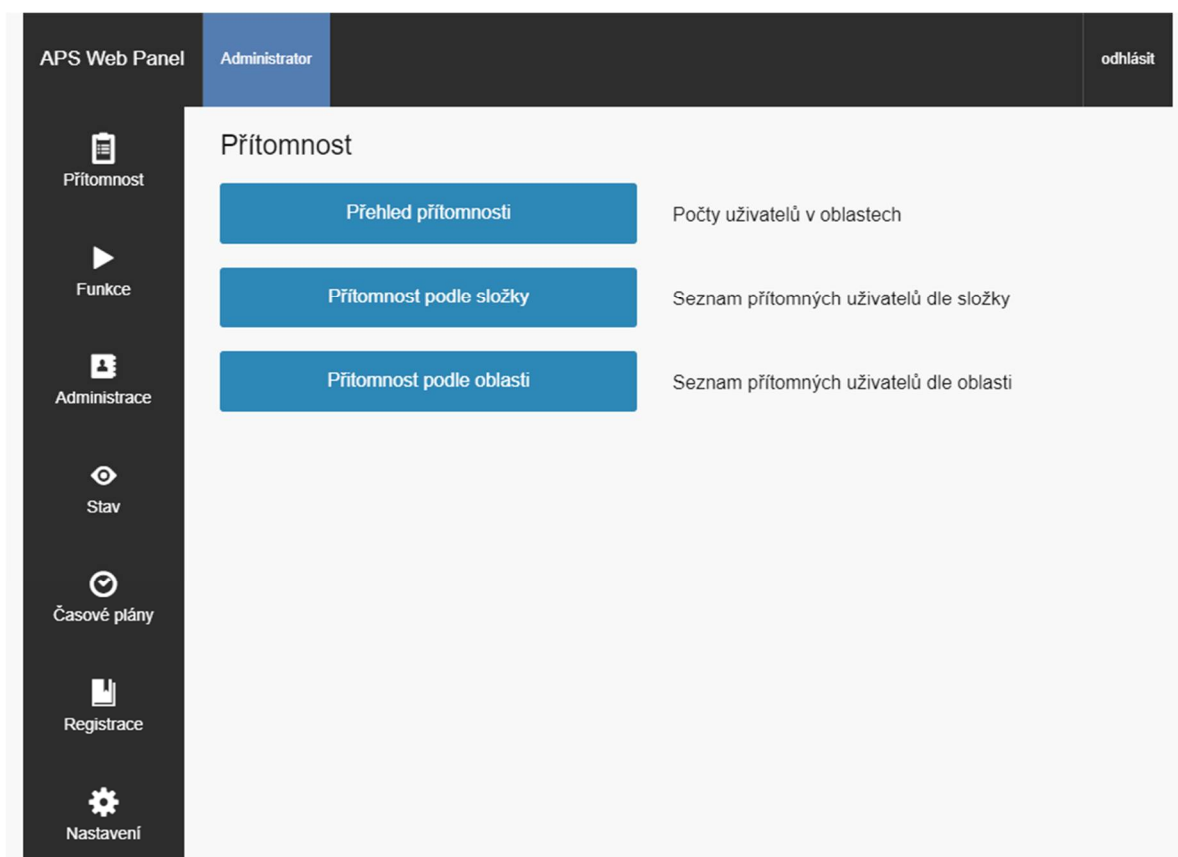 APS Web Panel
Administrator
odhlásit
Přítomnost
Funkce
Administrace
Stav
Časové plány
Registrace
Nastavení
Přítomnost
Přehled přítomnosti
Počty uživatelů v oblastech
Přítomnost podle složky
Seznam přítomných uživatelů dle složky
Přítomnost podle oblasti
Seznam přítomných uživatelů dle oblasti